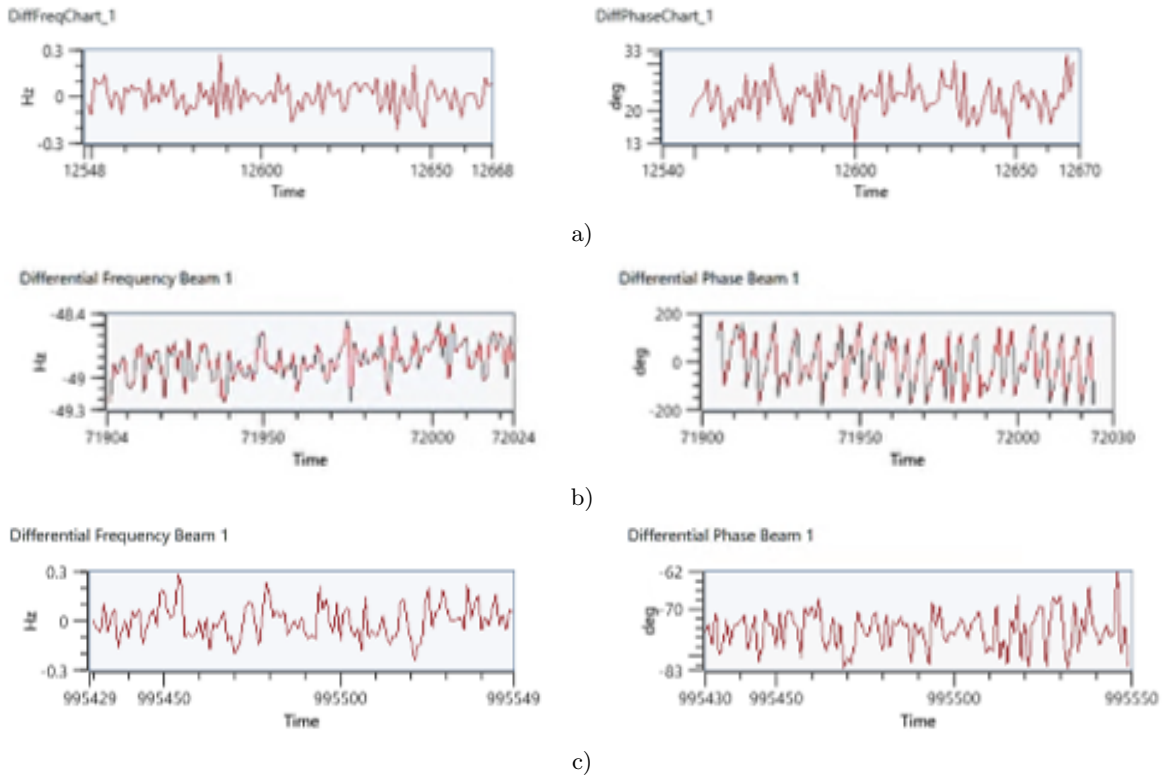 DiffFreqChart_1
0.3
Hz
0
-0.3
12548 12600 12650 12668
Time
DiffPhaseChart_1
33
deg
20
13
12540 12600 12650 12670
Time
a)
Differential Frequency Beam 1
-48.4
Hz
-49
-49.3
71904 71950 72000 72024
Time
Differential Phase Beam 1
200
deg
0
-200
71900 71950 72000 72030
Time
b)
Differential Frequency Beam 1
0.3
Hz
0
-0.3
995429 995450 995500 995549
Time
Differential Phase Beam 1
-62
deg
-70
-83
995430 995450 995500 995550
Time
c)